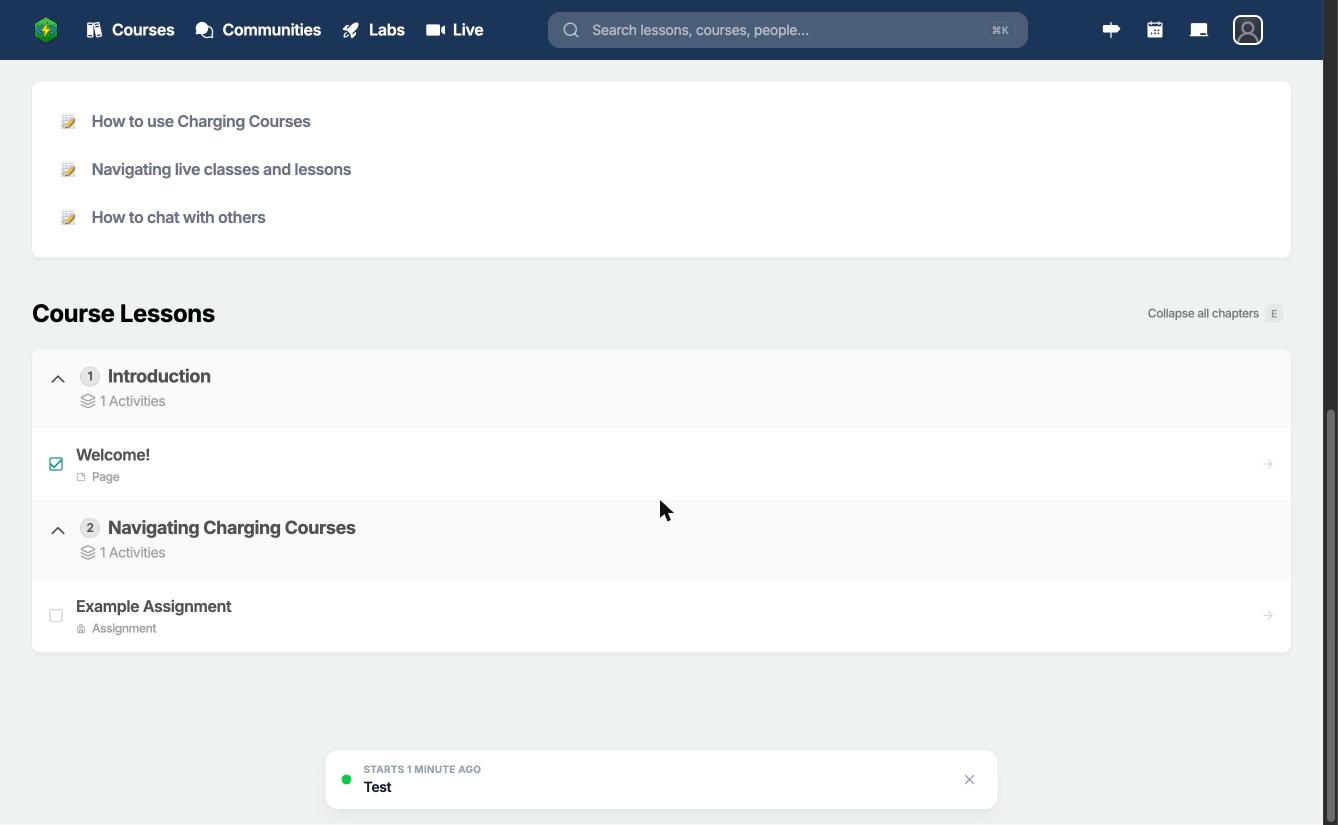 Courses
Communities
Labs
Live
Search lessons, courses, people...
⌘K
How to use Charging Courses
Navigating live classes and lessons
How to chat with others
Course Lessons
Collapse all chapters E
1 Introduction
1 Activities
Welcome!
Page
2 Navigating Charging Courses
1 Activities
Example Assignment
Assignment
STARTS 1 MINUTE AGO
Test